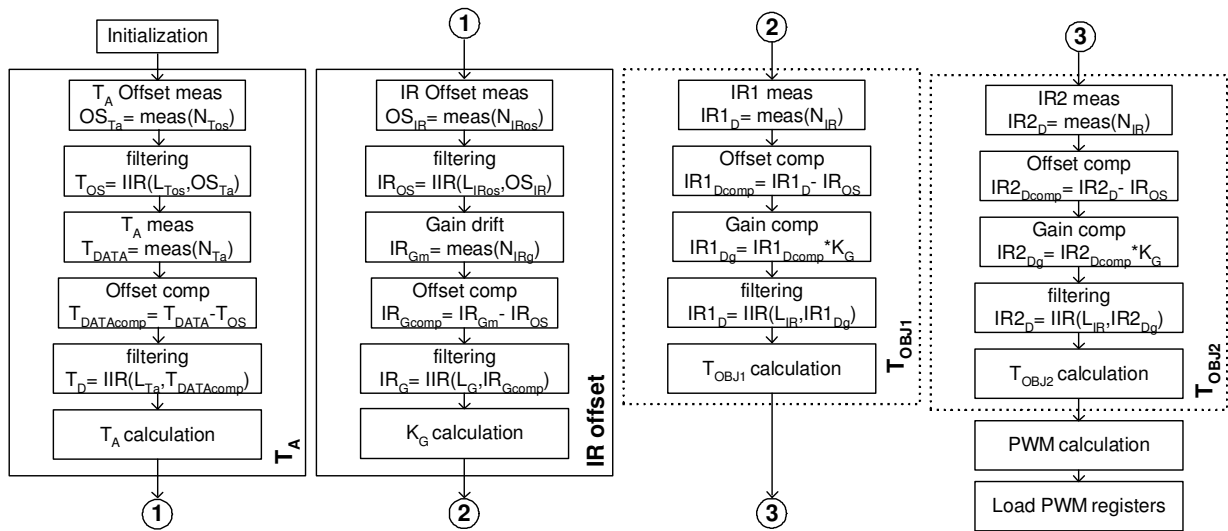 Initialization
T_A Offset meas
OS_Ta= meas(N_Tos)
filtering
T_OS= IIR(L_Tos,OS_Ta)
T_A meas
T_DATA= meas(N_Ta)
Offset comp
T_DATAcomp= T_DATA-T_OS
filtering
T_D= IIR(L_Ta,T_DATAcomp)
T_A calculation
T_A
1
1
IR Offset meas
OS_IR= meas(N_IRos)
filtering
IR_OS= IIR(L_IRos,OS_IR)
Gain drift
IR_Gm= meas(N_IRg)
Offset comp
IR_Gcomp= IR_Gm- IR_OS
filtering
IR_G= IIR(L_G,IR_Gcomp)
K_G calculation
IR offset
2
2
IR1 meas
IR1_D= meas(N_IR)
Offset comp
IR1_Dcomp= IR1_D- IR_OS
Gain comp
IR1_Dg= IR1_Dcomp*K_G
filtering
IR1_D= IIR(L_IR,IR1_Dg)
T_OBJ1 calculation
T_OBJ1
3
3
IR2 meas
IR2_D= meas(N_IR)
Offset comp
IR2_Dcomp= IR2_D- IR_OS
Gain comp
IR2_Dg= IR2_Dcomp*K_G
filtering
IR2_D= IIR(L_IR,IR2_Dg)
T_OBJ2 calculation
T_OBJ2
PWM calculation
Load PWM registers